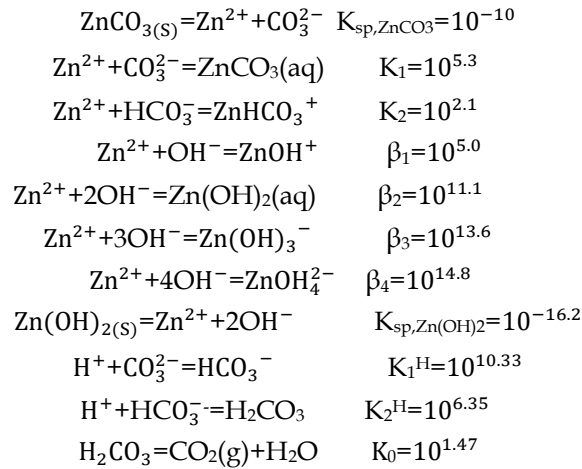 ZnCO₃₍S₎=Zn²⁺+CO₃²⁻ Ksp,ZnCO3=10⁻¹⁰
Zn²⁺+CO₃²⁻=ZnCO₃(aq) K₁=10⁵·³
Zn²⁺+HCO₃⁻=ZnHCO₃⁺ K₂=10²·¹
Zn²⁺+OH⁻=ZnOH⁺ β₁=10⁵·⁰
Zn²⁺+2OH⁻=Zn(OH)₂(aq) β₂=10¹¹·¹
Zn²⁺+3OH⁻=Zn(OH)₃⁻ β₃=10¹³·⁶
Zn²⁺+4OH⁻=ZnOH₄²⁻ β₄=10¹⁴·⁸
Zn(OH)₂₍S₎=Zn²⁺+2OH⁻ Ksp,Zn(OH)2=10⁻¹⁶·²
H⁺+CO₃²⁻=HCO₃⁻ K₁ᴴ=10¹⁰·³³
H⁺+HCO₃⁻·=H₂CO₃ K₂ᴴ=10⁶·³⁵
H₂CO₃=CO₂(g)+H₂O K₀=10¹·⁴⁷